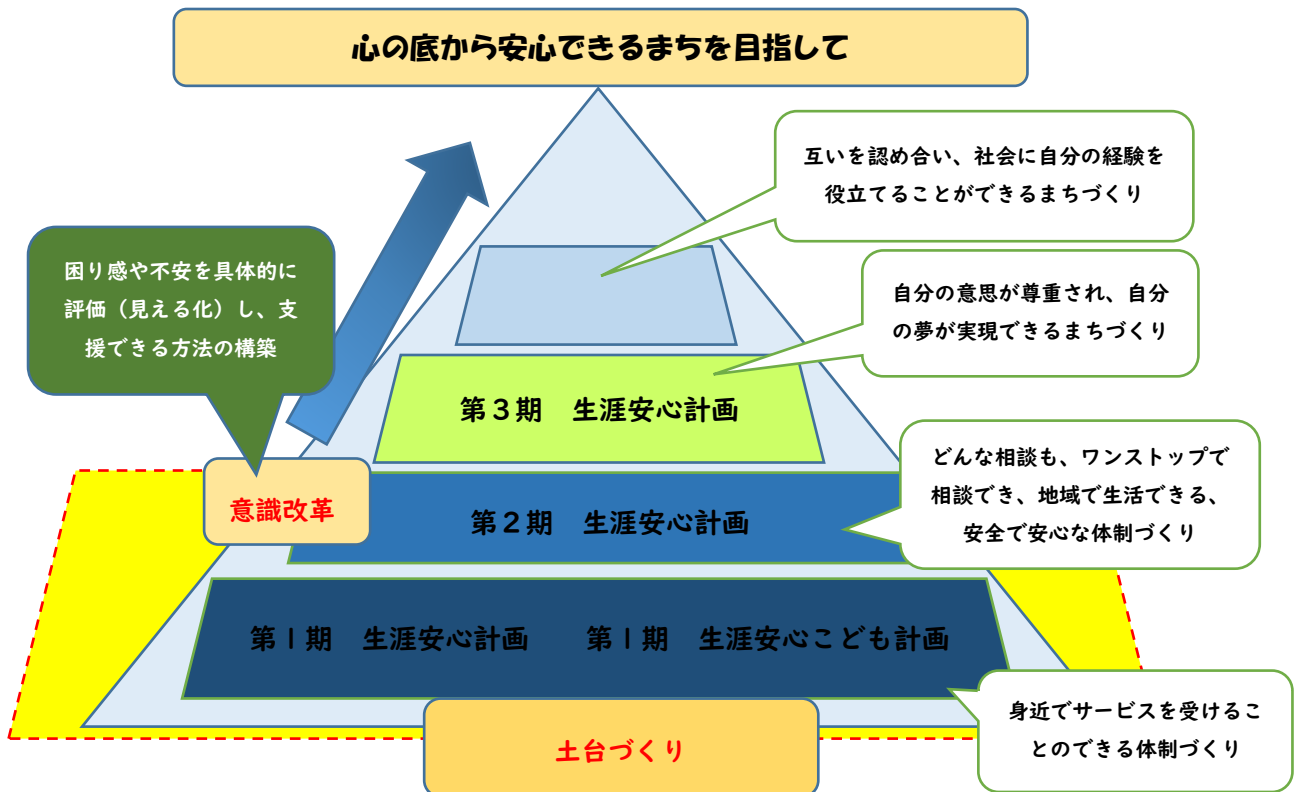 心の底から安心できるまちを目指して
互いを認め合い、社会に自分の経験を
役立てることができるまちづくり
困り感や不安を具体的に
評価（見える化）し、支
援できる方法の構築
自分の意思が尊重され、自分
の夢が実現できるまちづくり
第３期　生涯安心計画
どんな相談も、ワンストップで
相談でき、地域で生活できる、
安全で安心な体制づくり
意識改革
第２期　生涯安心計画
第１期　生涯安心計画　　第１期　生涯安心こども計画
身近でサービスを受けるこ
とのできる体制づくり
土台づくり